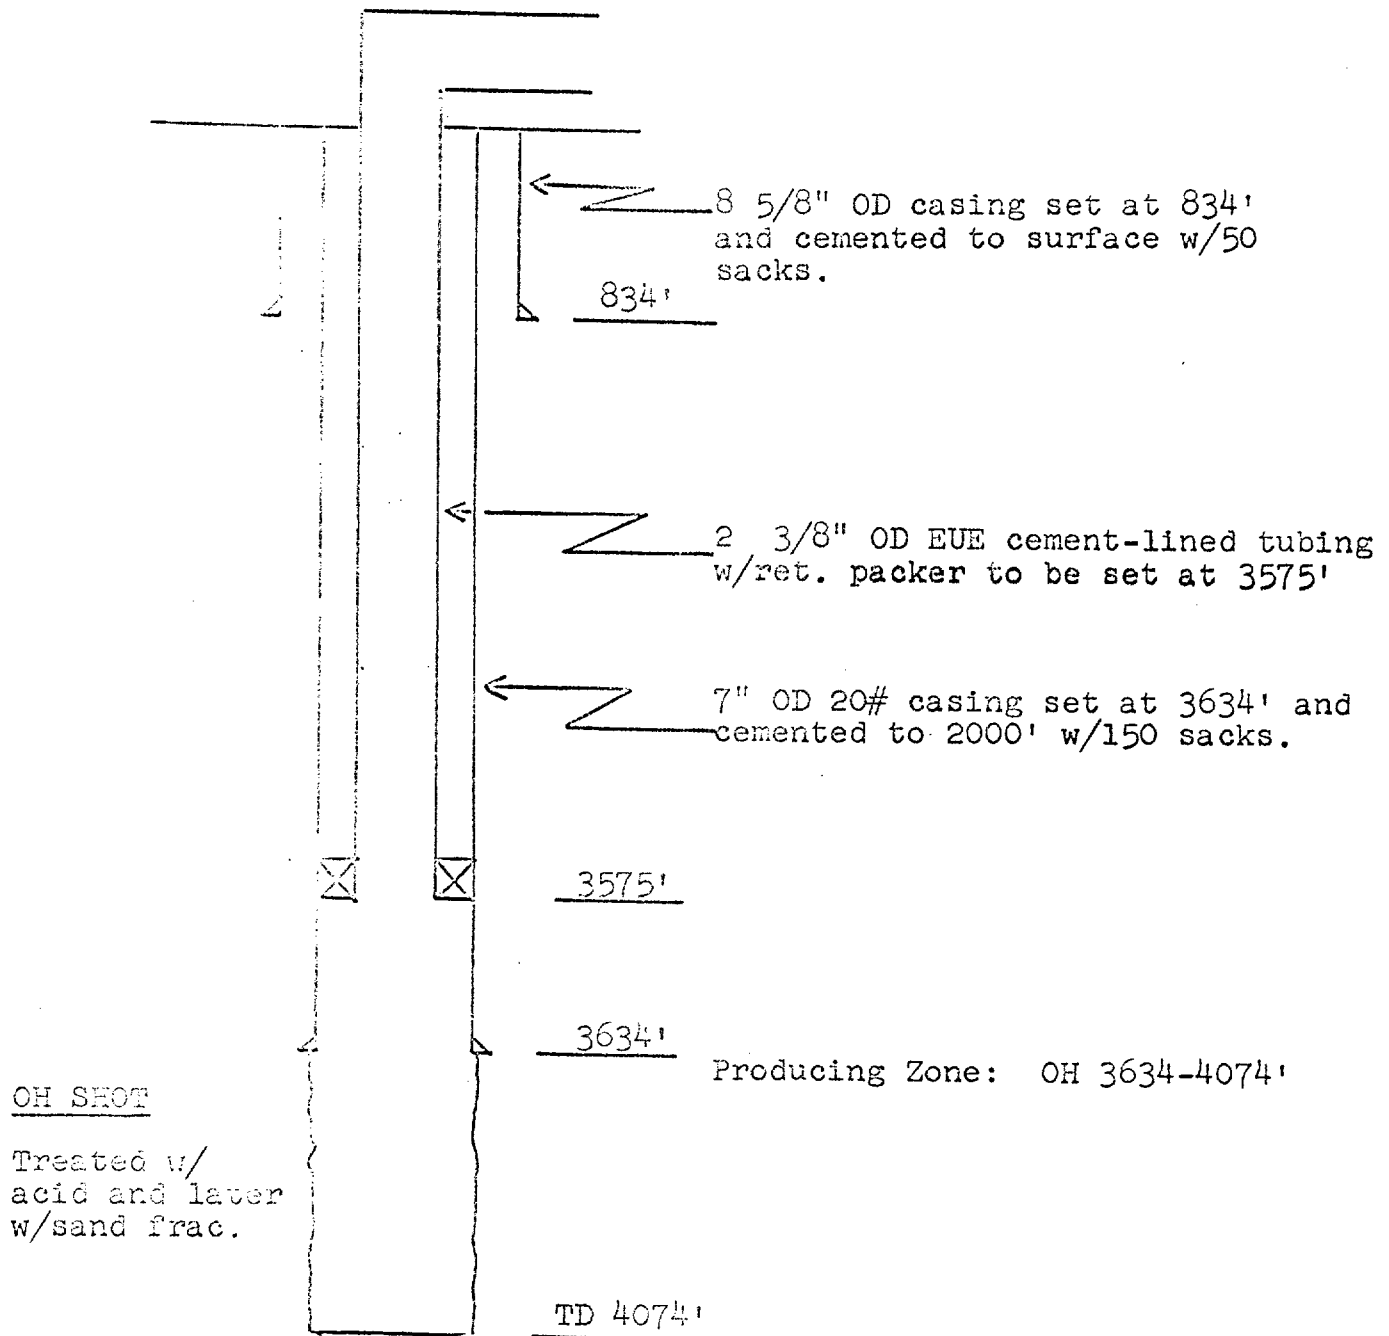 8 5/8" OD casing set at 834'
and cemented to surface w/50
sacks.
834'
2 3/8" OD EUE cement-lined tubing
w/ret. packer to be set at 3575'
7" OD 20# casing set at 3634' and
cemented to 2000' w/150 sacks.
3575'
3634'
Producing Zone: OH 3634-4074'
OH SHOT
Treated w/
acid and later
w/sand frac.
TD 4074'